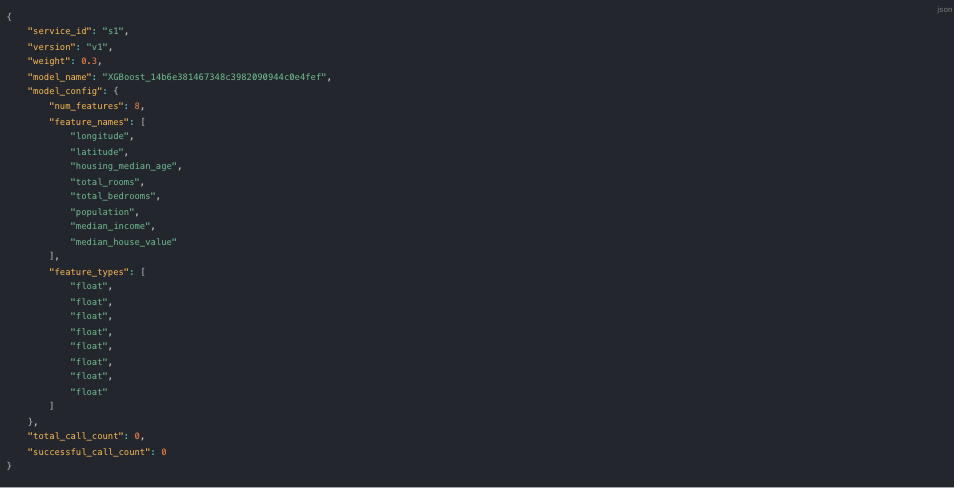 json
{
    "service_id": "s1",
    "version": "v1",
    "weight": 0.3,
    "model_name": "XGBoost_14b6e381467348c3982090944c0e4fef",
    "model_config": {
        "num_features": 8,
        "feature_names": [
            "longitude",
            "latitude",
            "housing_median_age",
            "total_rooms",
            "total_bedrooms",
            "population",
            "median_income",
            "median_house_value"
        ],
        "feature_types": [
            "float",
            "float",
            "float",
            "float",
            "float",
            "float",
            "float",
            "float"
        ]
    },
    "total_call_count": 0,
    "successful_call_count": 0
}